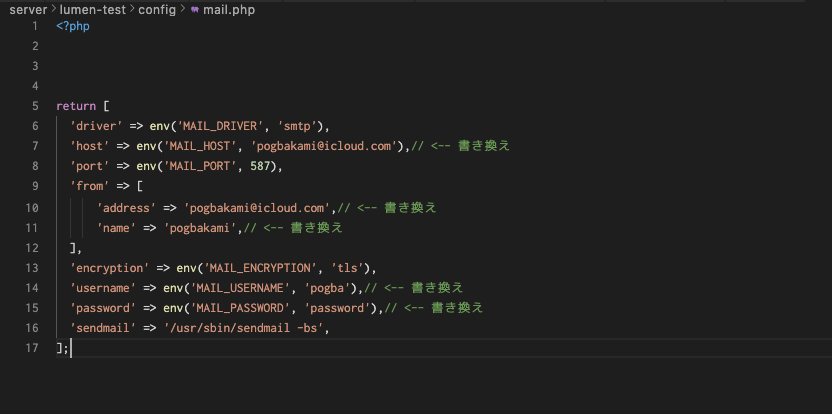 server > lumen-test > config > mail.php
1 <?php
2
3
4
5 return [
6 'driver' => env('MAIL_DRIVER', 'smtp'),
7 'host' => env('MAIL_HOST', 'pogbakami@icloud.com'),// <-- 書き換え
8 'port' => env('MAIL_PORT', 587),
9 'from' => [
10 'address' => 'pogbakami@icloud.com',// <-- 書き換え
11 'name' => 'pogbakami',// <-- 書き換え
12 ],
13 'encryption' => env('MAIL_ENCRYPTION', 'tls'),
14 'username' => env('MAIL_USERNAME', 'pogba'),// <-- 書き換え
15 'password' => env('MAIL_PASSWORD', 'password'),// <-- 書き換え
16 'sendmail' => '/usr/sbin/sendmail -bs',
17 ];